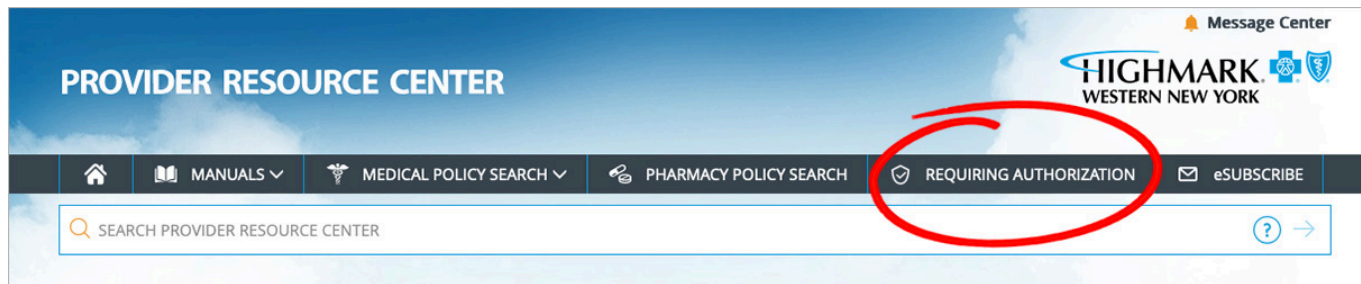 Message Center
PROVIDER RESOURCE CENTER
HIGHMARK.
WESTERN NEW YORK
MANUALS
MEDICAL POLICY SEARCH
PHARMACY POLICY SEARCH
REQUIRING AUTHORIZATION
eSUBSCRIBE
SEARCH PROVIDER RESOURCE CENTER
?